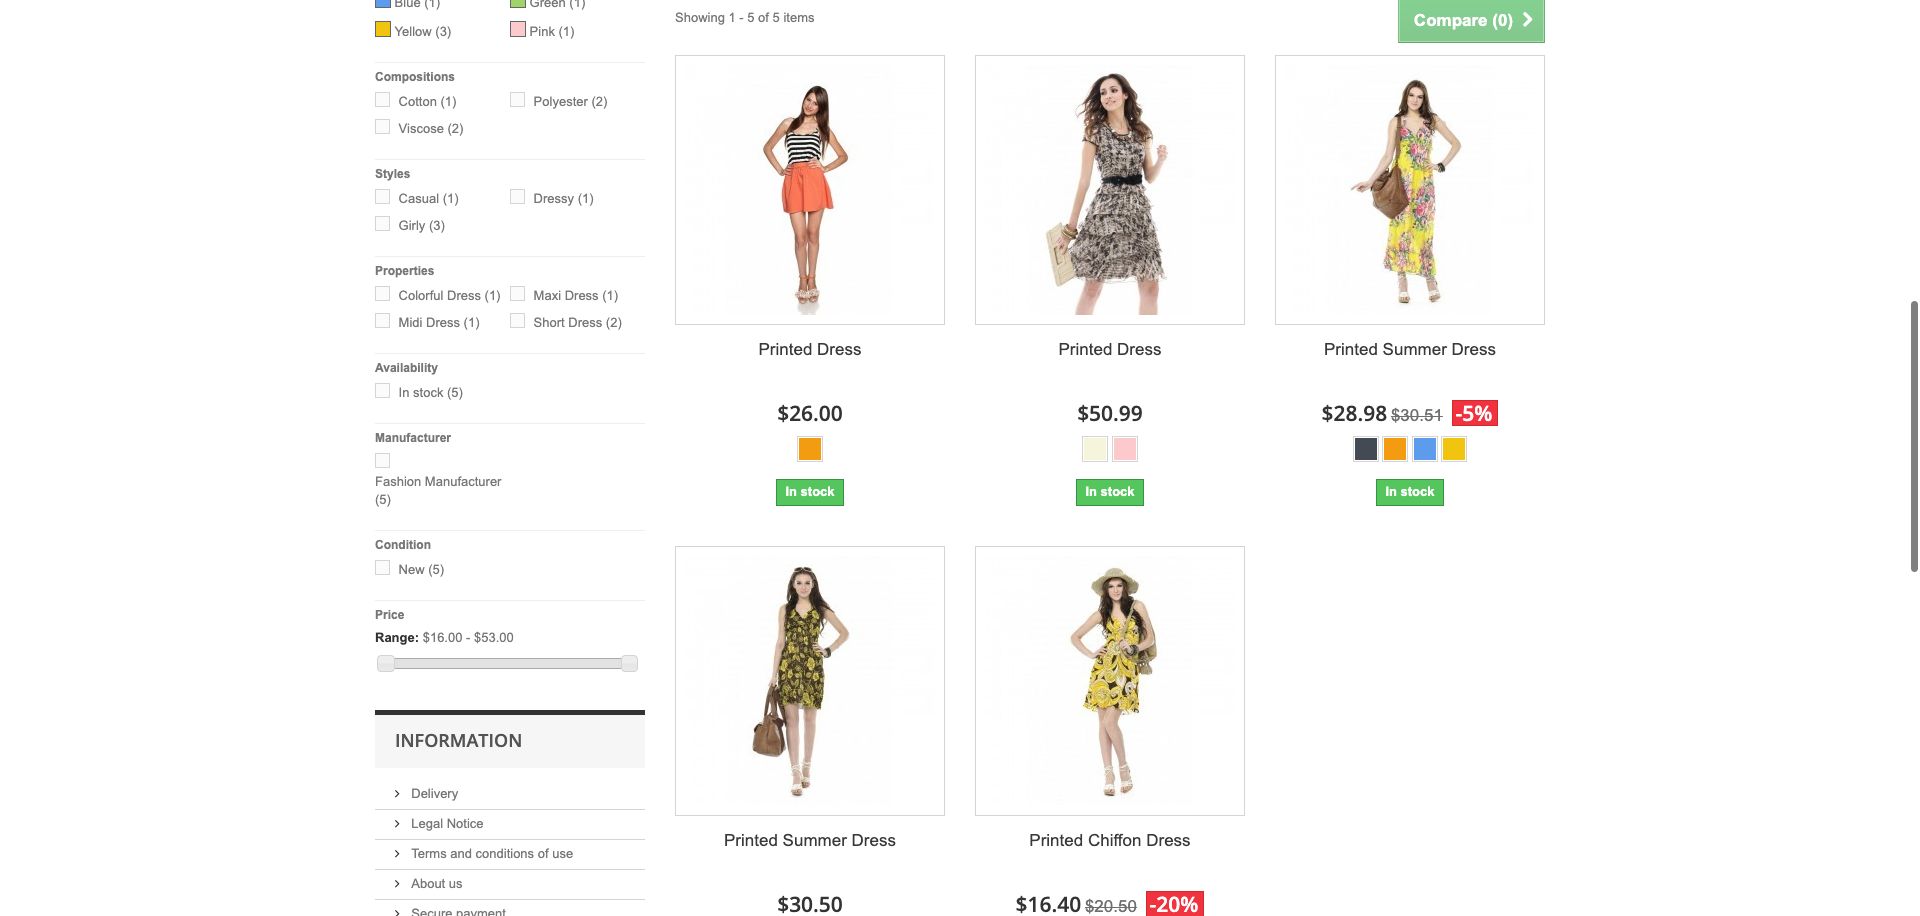 Blue (1)
Green (1)
Yellow (3)
Pink (1)
Compositions
Cotton (1)
Polyester (2)
Viscose (2)
Styles
Casual (1)
Dressy (1)
Girly (3)
Properties
Colorful Dress (1)
Maxi Dress (1)
Midi Dress (1)
Short Dress (2)
Availability
In stock (5)
Manufacturer
Fashion Manufacturer
(5)
Condition
New (5)
Price
Range: $16.00 - $53.00
INFORMATION
Delivery
Legal Notice
Terms and conditions of use
About us
Secure payment
Showing 1 - 5 of 5 items
Compare (0)
Printed Dress
$26.00
In stock
Printed Dress
$50.99
In stock
Printed Summer Dress
$28.98 $30.51 -5%
In stock
Printed Summer Dress
$30.50
Printed Chiffon Dress
$16.40 $20.50 -20%